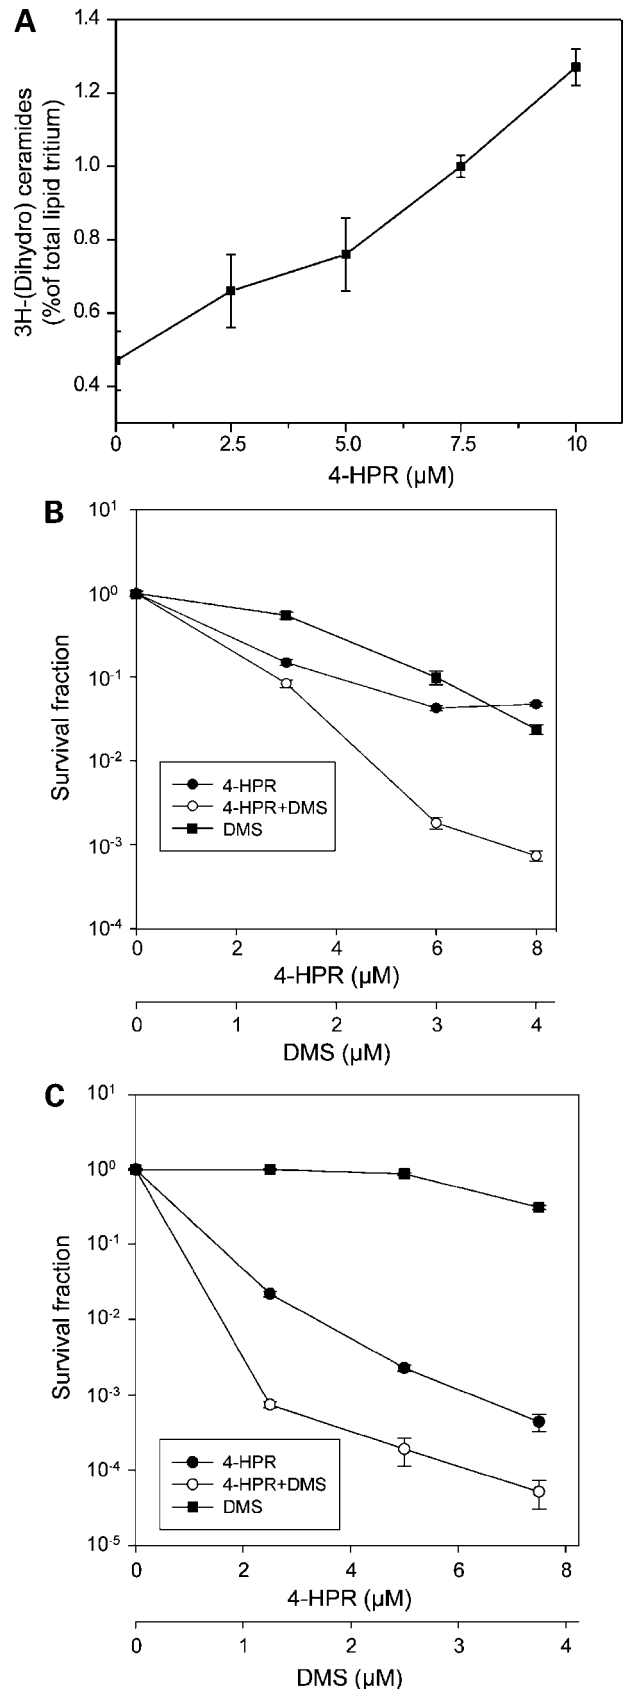 A
1.4
1.2
1.0
0.8
0.6
0.4
3H-(Dihydro) ceramides
(%of total lipid tritium)
0 2.5 5.0 7.5 10
4-HPR (µM)
B
10¹
10⁰
10⁻¹
10⁻²
10⁻³
10⁻⁴
Survival fraction
4-HPR
4-HPR+DMS
DMS
0 2 4 6 8
4-HPR (µM)
0 1 2 3 4
DMS (µM)
C
10¹
10⁰
10⁻¹
10⁻²
10⁻³
10⁻⁴
10⁻⁵
Survival fraction
4-HPR
4-HPR+DMS
DMS
0 2 4 6 8
4-HPR (µM)
0 1 2 3 4
DMS (µM)